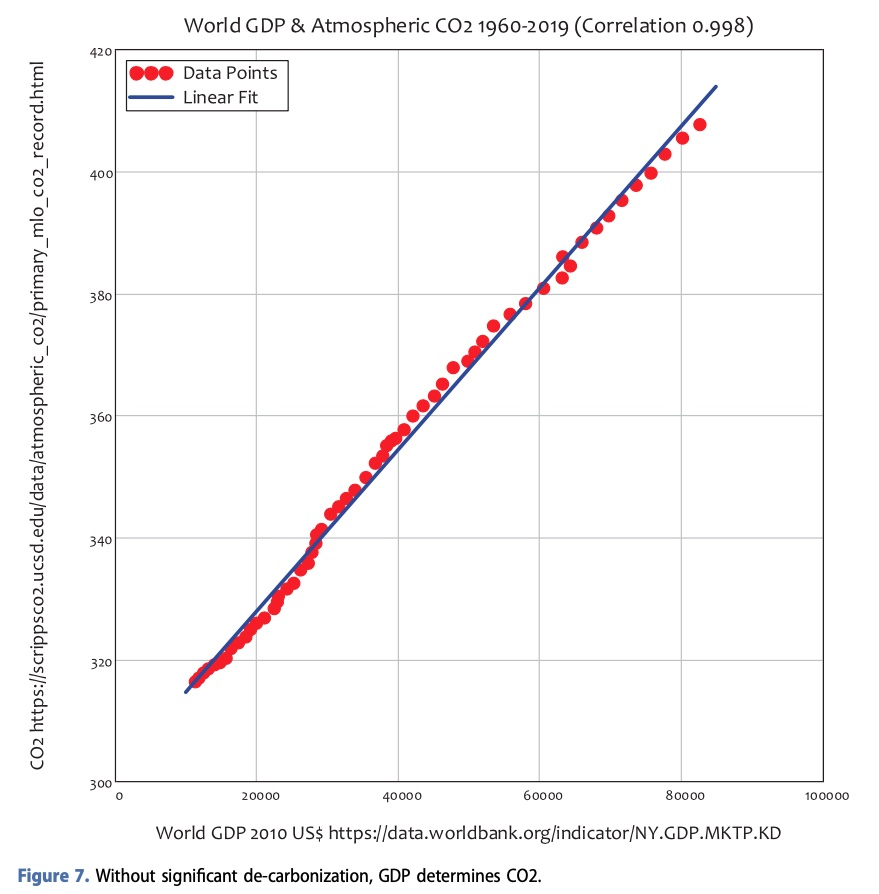 World GDP & Atmospheric CO2 1960-2019 (Correlation 0.998)
Data Points
Linear Fit
CO2 https://scrippsco2.ucsd.edu/data/atmospheric_co2/primary_mlo_co2_record.html
420
400
380
360
340
320
300
0 20000 40000 60000 80000 100000
World GDP 2010 US$ https://data.worldbank.org/indicator/NY.GDP.MKTP.KD
Figure 7. Without significant de-carbonization, GDP determines CO2.